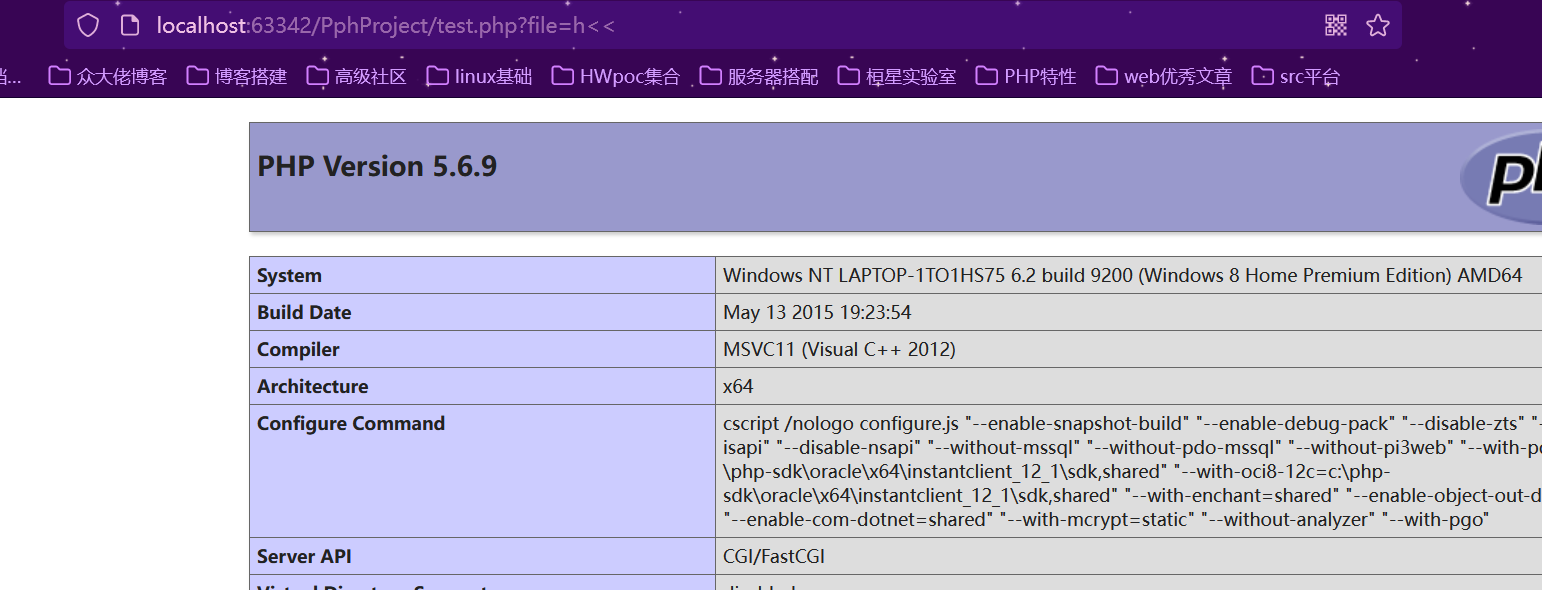 localhost:63342/PphProject/test.php?file=h<<
众大佬博客 博客搭建 高级社区 linux基础 HWpoc集合 服务器搭配 恒星实验室 PHP特性 web优秀文章 src平台
PHP Version 5.6.9
System Windows NT LAPTOP-1TO1HS75 6.2 build 9200 (Windows 8 Home Premium Edition) AMD64
Build Date May 13 2015 19:23:54
Compiler MSVC11 (Visual C++ 2012)
Architecture x64
Configure Command cscript /nologo configure.js "--enable-snapshot-build" "--enable-debug-pack" "--disable-zts"
isapi" "--disable-nsapi" "--without-mssql" "--without-pdo-mssql" "--without-pi3web"
\php-sdk\oracle\x64\instantclient_12_1\sdk,shared" "--with-oci8-12c=c:\php-
sdk\oracle\x64\instantclient_12_1\sdk,shared" "--with-enchant=shared" "--enable-object-out-d
"--enable-com-dotnet=shared" "--with-mcrypt=static" "--without-analyzer" "--with-pgo"
Server API CGI/FastCGI